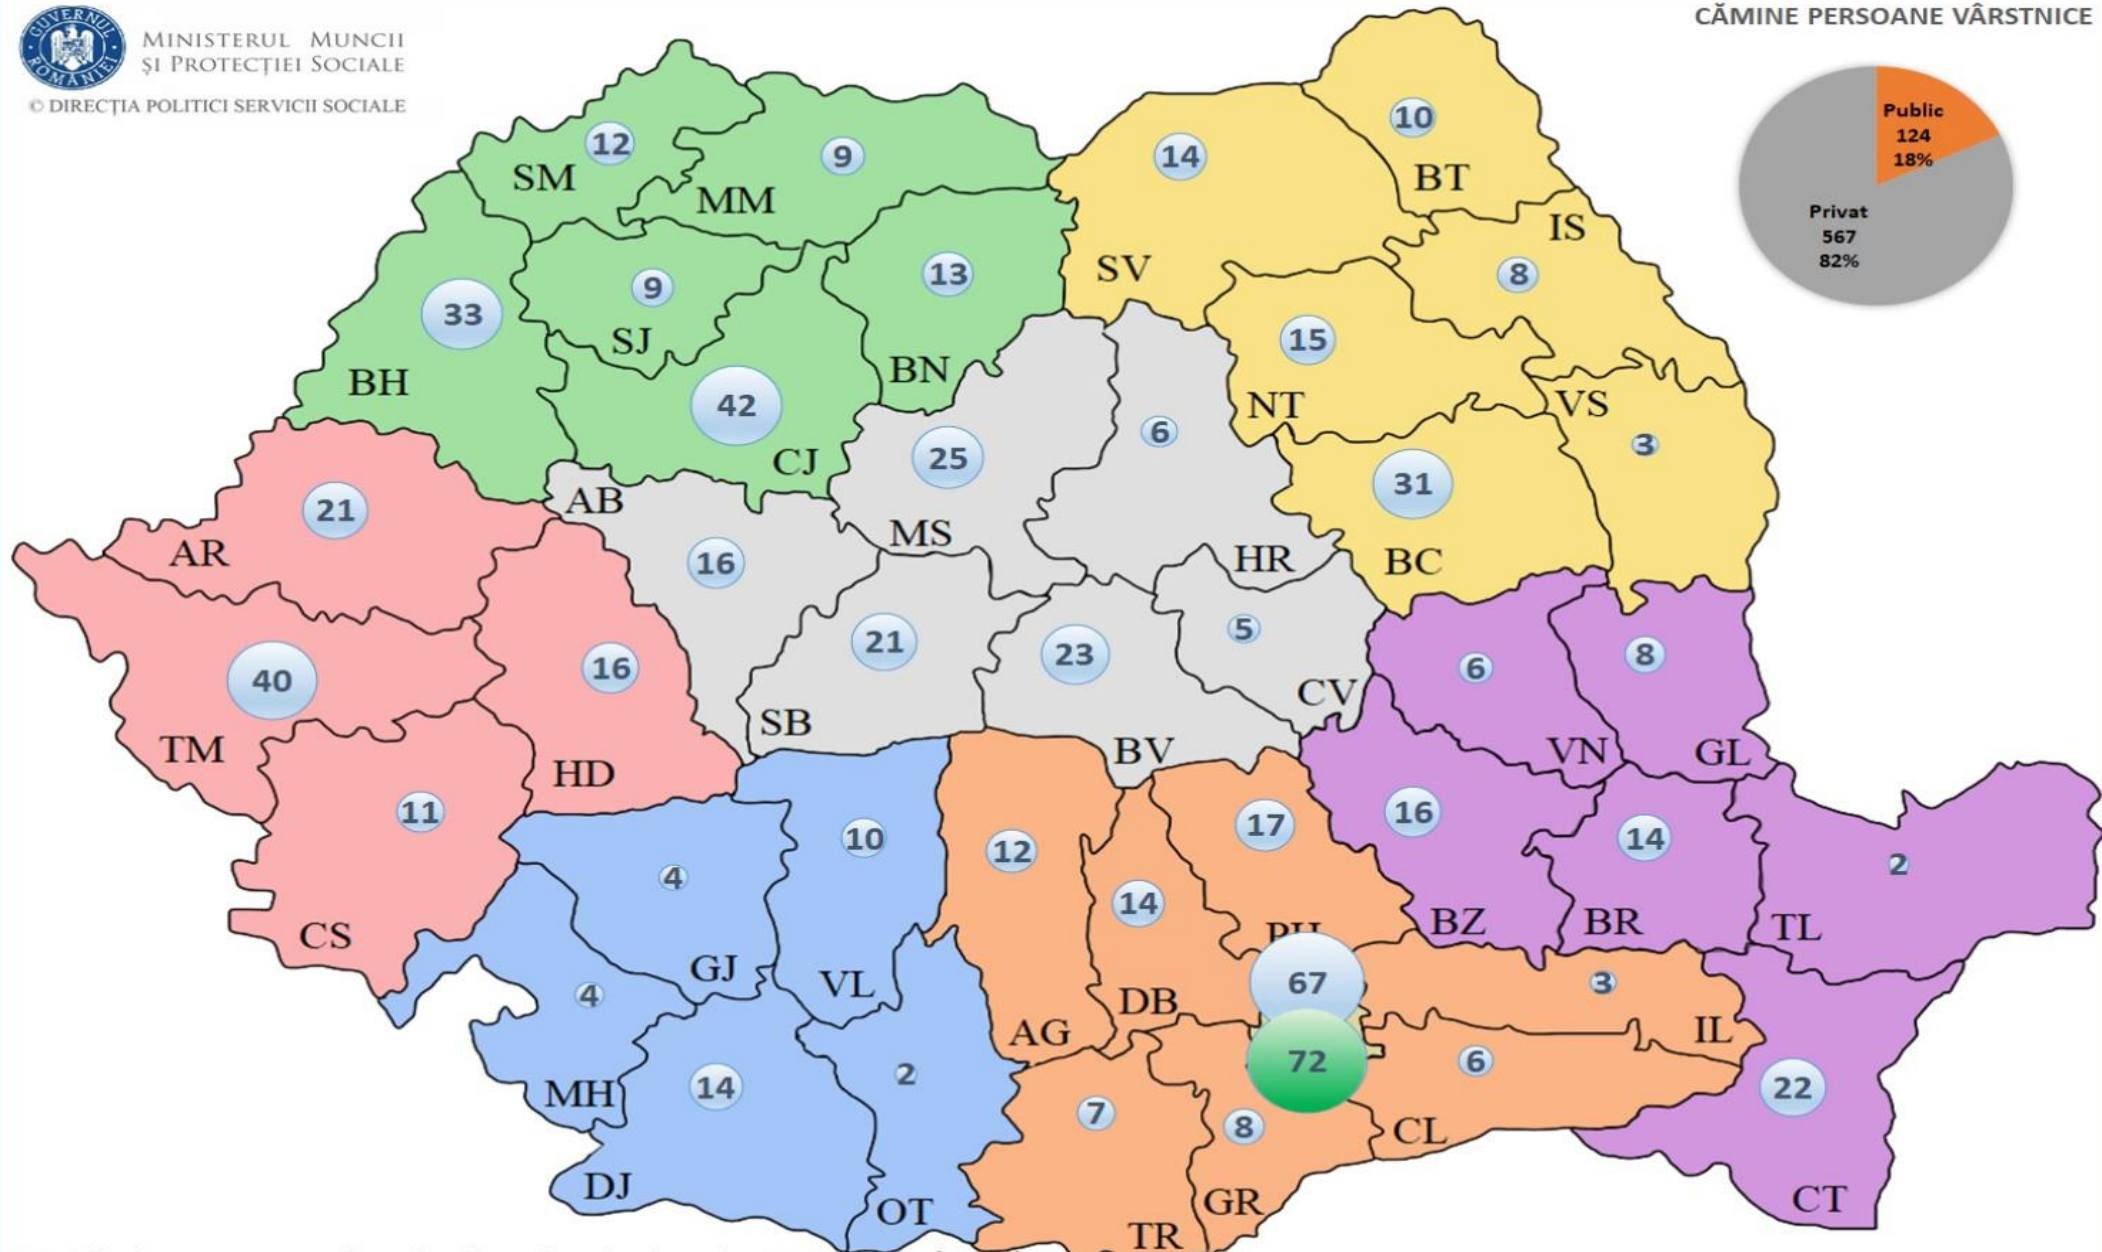 GUVERNUL ROMÂNIEI
MINISTERUL MUNCII
ȘI PROTECȚIEI SOCIALE
© DIRECȚIA POLITICI SERVICII SOCIALE
CĂMINE PERSOANE VÂRSTNICE
Public
124
18%
Privat
567
82%
12
SM
9
MM
14
SV
10
BT
IS
8
33
BH
9
SJ
13
BN
42
CJ
15
NT
VS
3
25
MS
6
HR
31
BC
21
AR
AB
16
40
TM
16
HD
21
SB
23
BV
5
CV
6
VN
8
GL
11
CS
4
GJ
10
VL
12
AG
14
DB
17
PH
16
BZ
14
BR
2
TL
4
MH
14
DJ
2
OT
67
72
3
IL
6
CL
7
TR
8
GR
22
CT